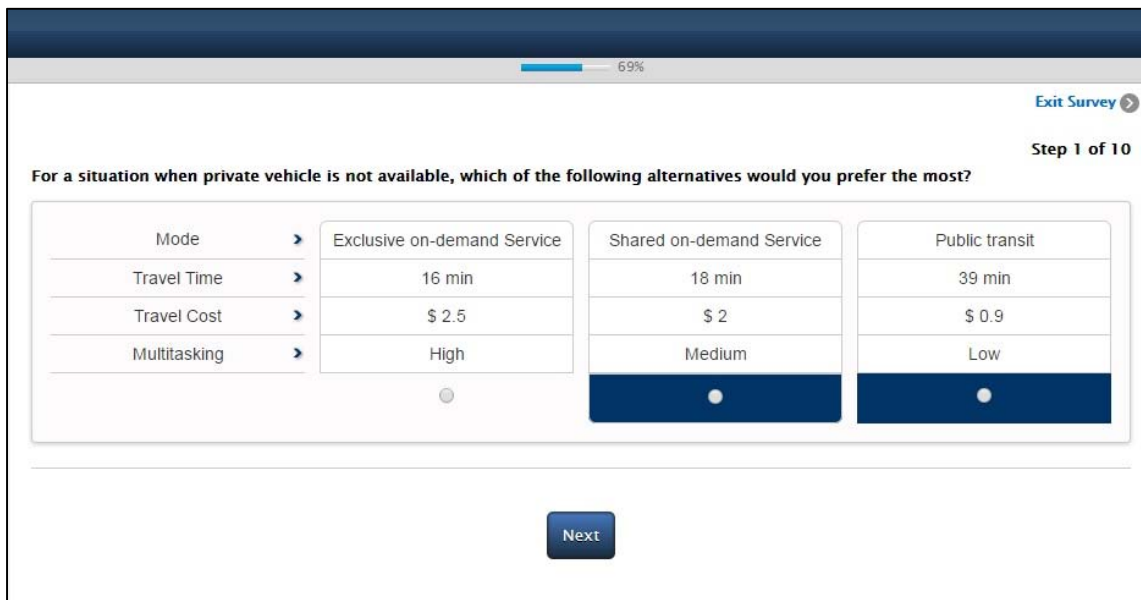 69%
Exit Survey
Step 1 of 10
For a situation when private vehicle is not available, which of the following alternatives would you prefer the most?
Mode Exclusive on-demand Service Shared on-demand Service Public transit
Travel Time 16 min 18 min 39 min
Travel Cost $ 2.5 $ 2 $ 0.9
Multitasking High Medium Low
Next